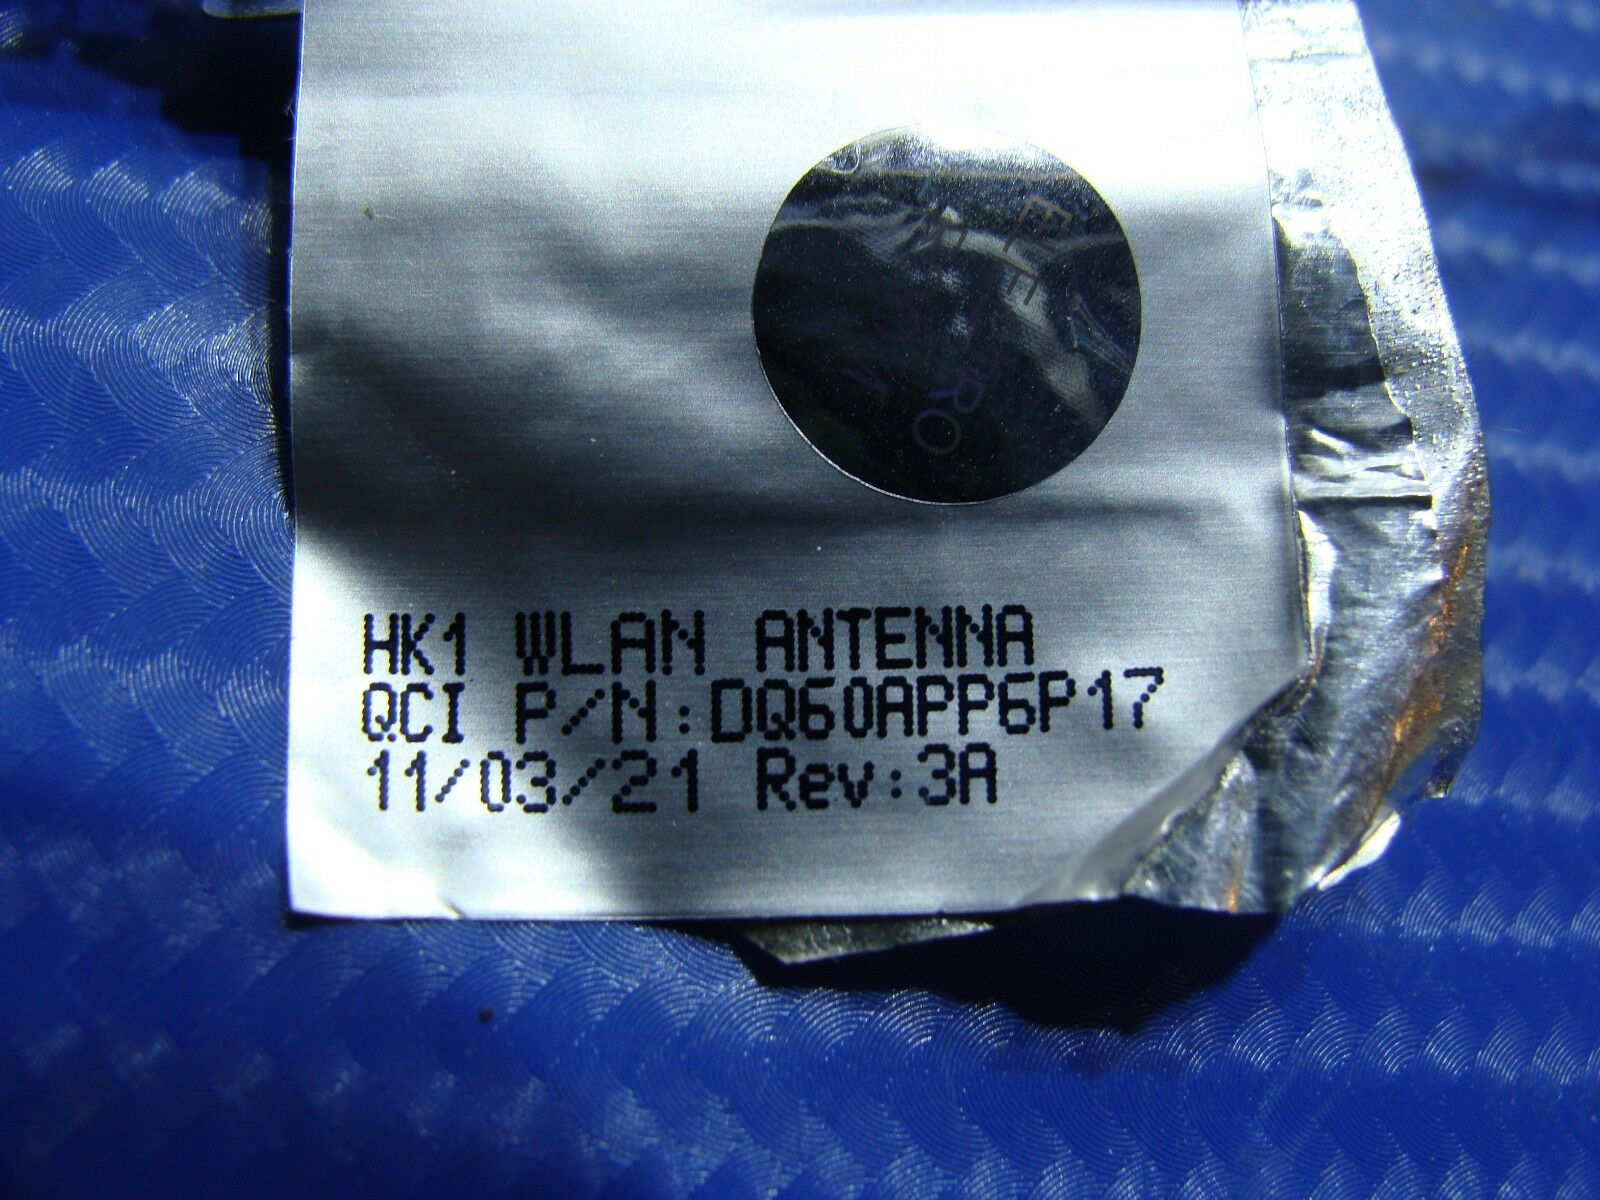 HK1 WLAN ANTENNA
QCI P/N:DQ60APP6P17
11/03/21 Rev:3A